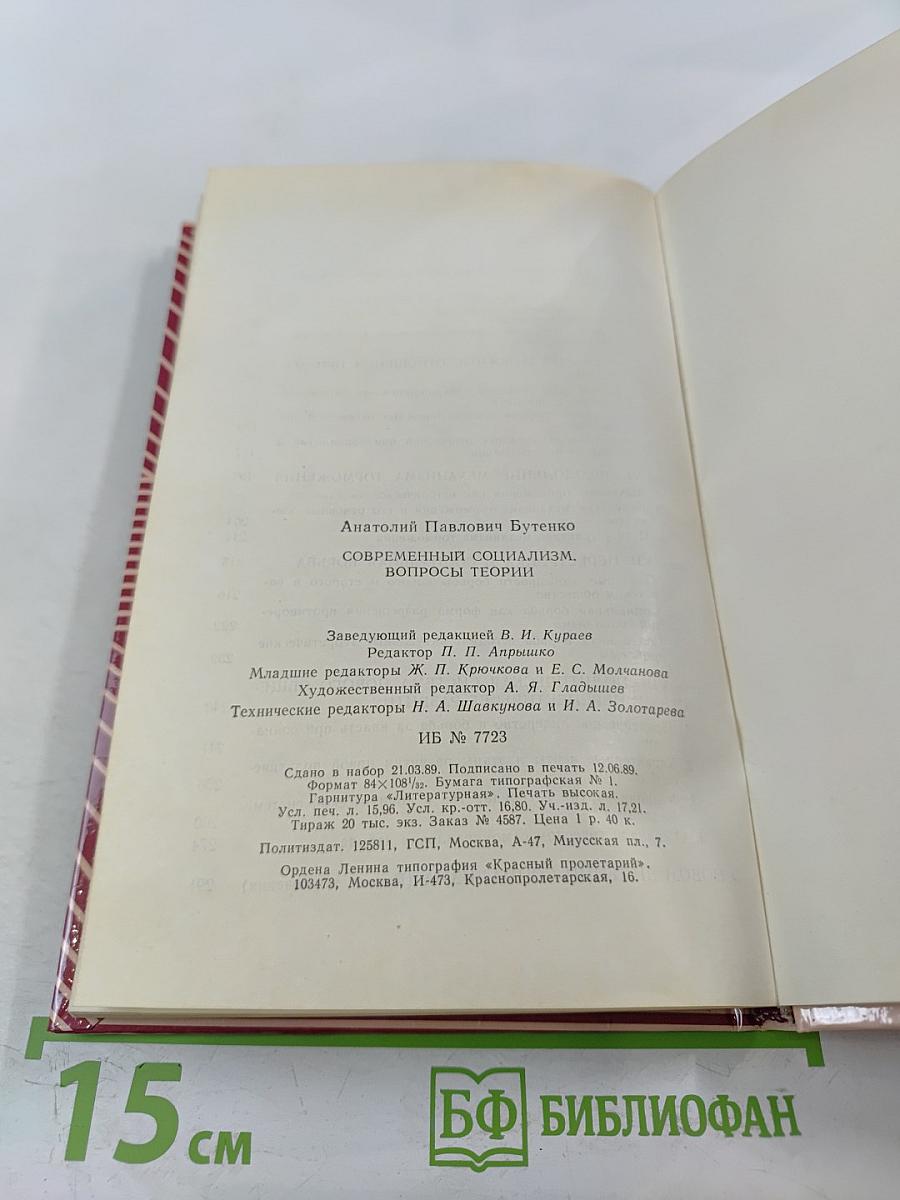 Анатолий Павлович Бутенко
СОВРЕМЕННЫЙ СОЦИАЛИЗМ.
ВОПРОСЫ ТЕОРИИ
Заведующий редакцией В. И. Кураев
Редактор П. П. Апрышко
Младшие редакторы Ж. П. Крючкова и Е. С. Молчанова
Художественный редактор А. Я. Гладышев
Технические редакторы Н. А. Шавкунова и И. А. Золотарева
ИБ № 7723
Сдано в набор 21.03.89. Подписано в печать 12.06.89.
Формат 84×108¹/₃₂. Бумага типографская № 1.
Гарнитура «Литературная». Печать высокая.
Усл. печ. л. 15,96. Усл. кр.-отт. 16,80. Уч.-изд. л. 17,21.
Тираж 20 тыс. экз. Заказ № 4587. Цена 1 р. 40 к.
Политиздат. 125811, ГСП, Москва, А-47, Миусская пл., 7.
Ордена Ленина типография «Красный пролетарий».
103473, Москва, И-473, Краснопролетарская, 16.
15 см
БФ БИБЛИОФАН